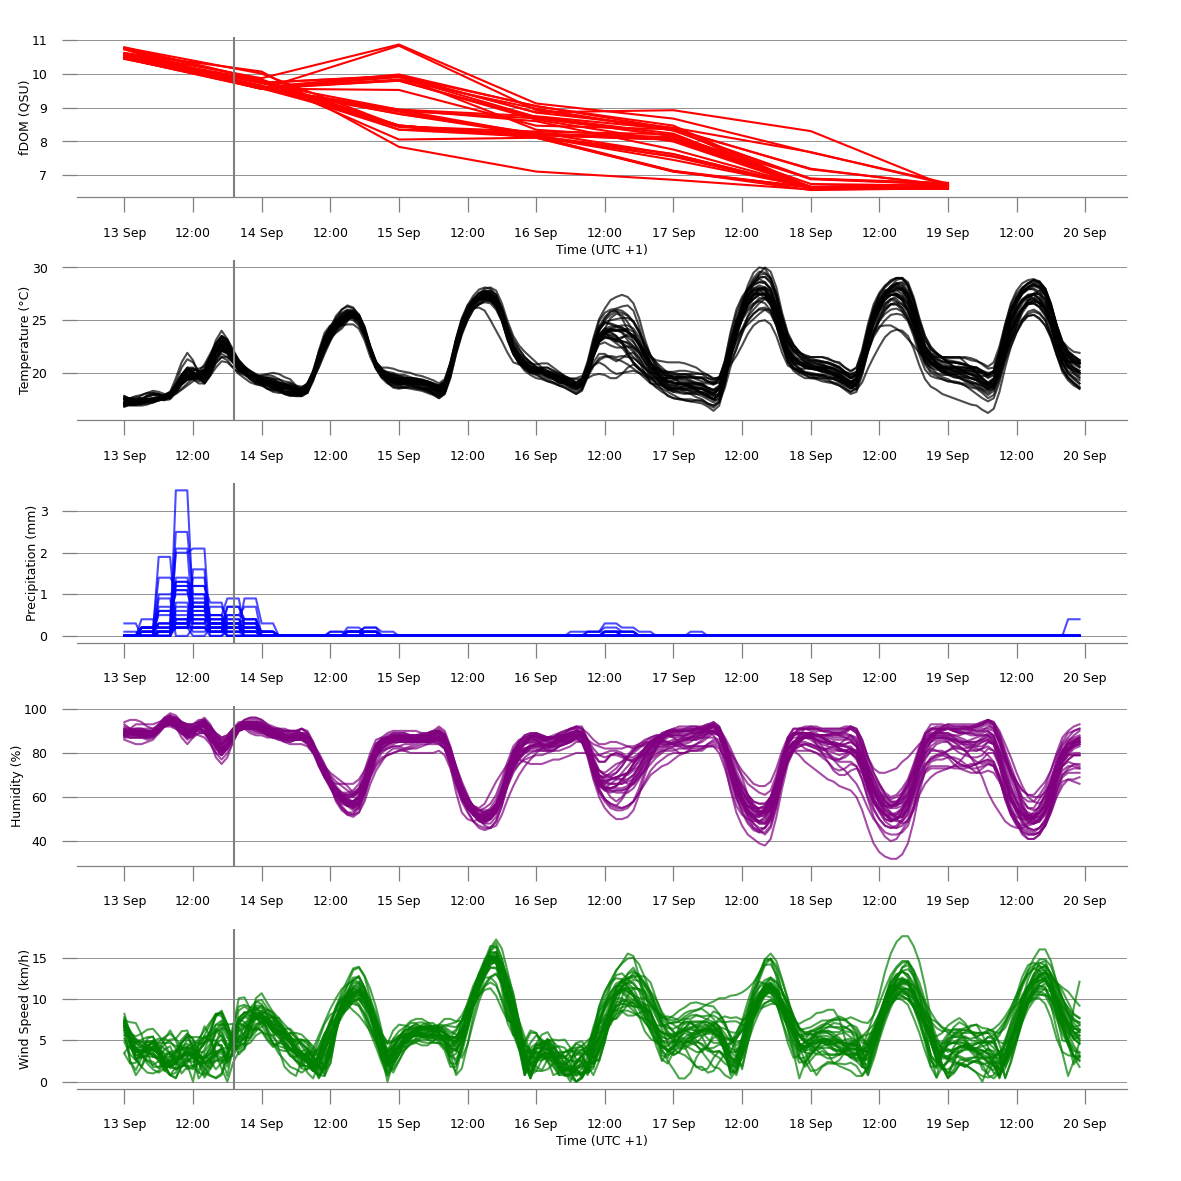 11
10
9
8
7
fDOM (QSU)
13 Sep 12:00 14 Sep 12:00 15 Sep 12:00 16 Sep 12:00 17 Sep 12:00 18 Sep 12:00 19 Sep 12:00 20 Sep
Time (UTC +1)
30
25
20
Temperature (°C)
13 Sep 12:00 14 Sep 12:00 15 Sep 12:00 16 Sep 12:00 17 Sep 12:00 18 Sep 12:00 19 Sep 12:00 20 Sep
3
2
1
0
Precipitation (mm)
13 Sep 12:00 14 Sep 12:00 15 Sep 12:00 16 Sep 12:00 17 Sep 12:00 18 Sep 12:00 19 Sep 12:00 20 Sep
100
80
60
40
Humidity (%)
13 Sep 12:00 14 Sep 12:00 15 Sep 12:00 16 Sep 12:00 17 Sep 12:00 18 Sep 12:00 19 Sep 12:00 20 Sep
15
10
5
0
Wind Speed (km/h)
13 Sep 12:00 14 Sep 12:00 15 Sep 12:00 16 Sep 12:00 17 Sep 12:00 18 Sep 12:00 19 Sep 12:00 20 Sep
Time (UTC +1)